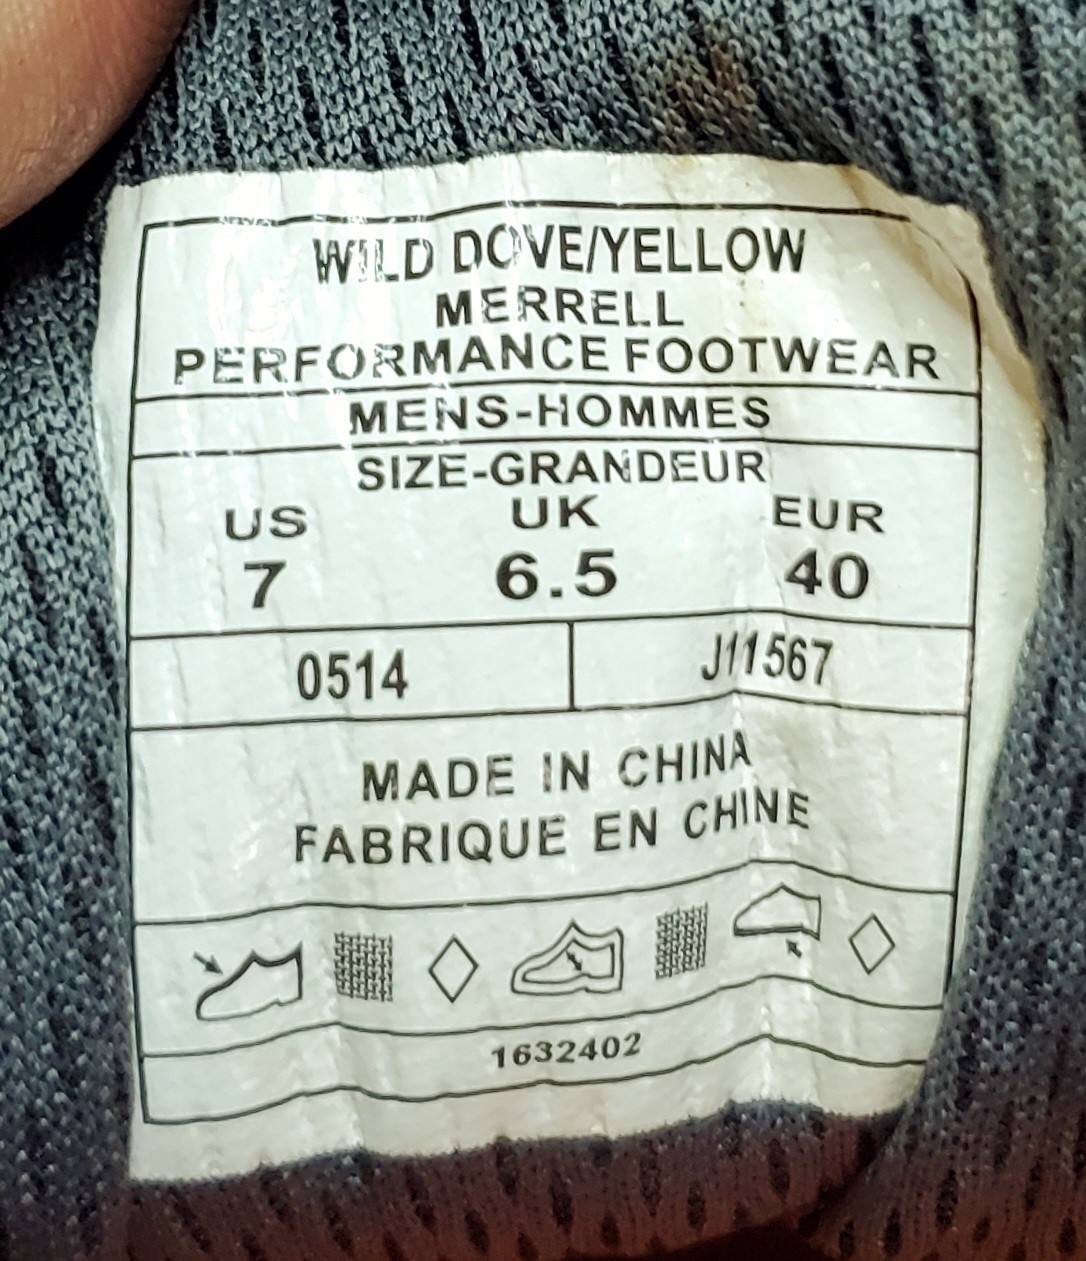 WILD DOVE/YELLOW
MERRELL
PERFORMANCE FOOTWEAR
MENS-HOMMES
SIZE-GRANDEUR
US UK EUR
7 6.5 40
0514 J11567
MADE IN CHINA
FABRIQUE EN CHINE
1632402